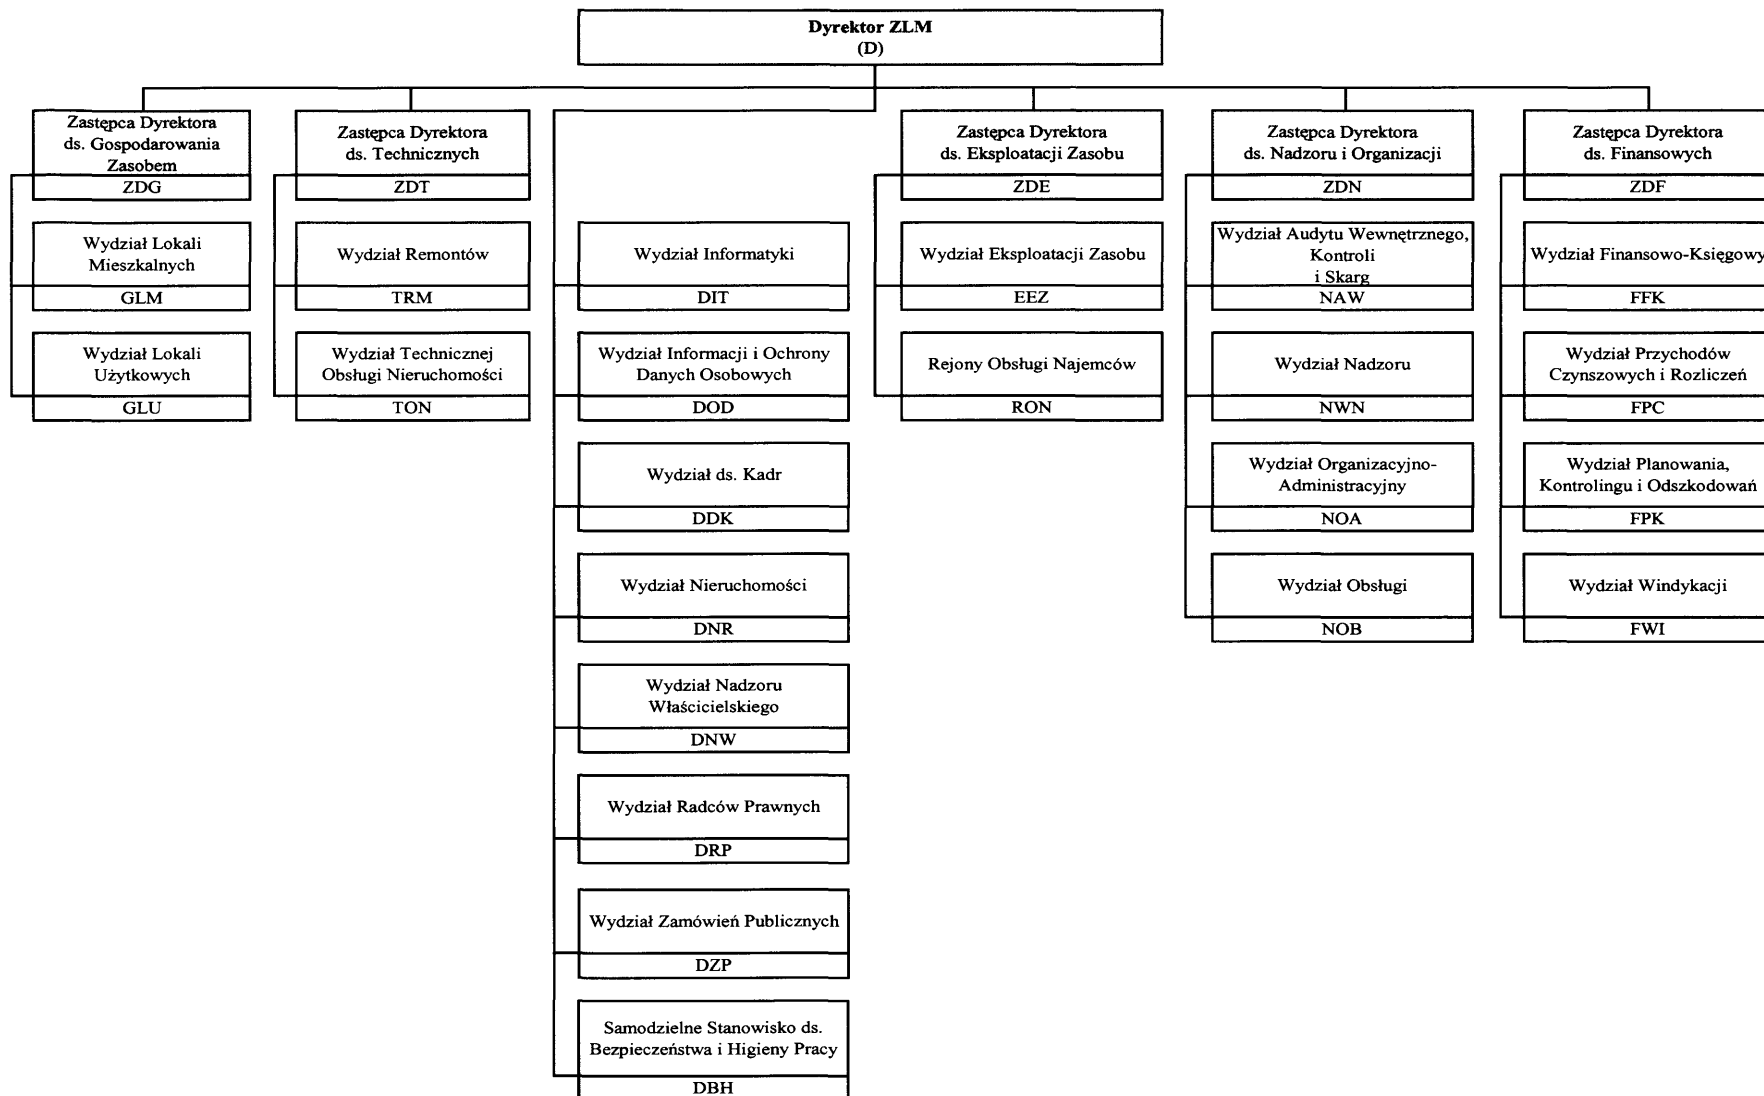 Dyrektor ZLM
(D)
Zastępca Dyrektora
ds. Gospodarowania
Zasobem
ZDG
Wydział Lokali
Mieszkalnych
GLM
Wydział Lokali
Użytkowych
GLU
Zastępca Dyrektora
ds. Technicznych
ZDT
Wydział Remontów
TRM
Wydział Technicznej
Obsługi Nieruchomości
TON
Wydział Informatyki
DIT
Wydział Informacji i Ochrony
Danych Osobowych
DOD
Wydział ds. Kadr
DDK
Wydział Nieruchomości
DNR
Wydział Nadzoru
Właścicielskiego
DNW
Wydział Radców Prawnych
DRP
Wydział Zamówień Publicznych
DZP
Samodzielne Stanowisko ds.
Bezpieczeństwa i Higieny Pracy
DBH
Zastępca Dyrektora
ds. Eksploatacji Zasobu
ZDE
Wydział Eksploatacji Zasobu
EEZ
Rejony Obsługi Najemców
RON
Zastępca Dyrektora
ds. Nadzoru i Organizacji
ZDN
Wydział Audytu Wewnętrznego,
Kontroli
i Skarg
NAW
Wydział Nadzoru
NWN
Wydział Organizacyjno-
Administracyjny
NOA
Wydział Obsługi
NOB
Zastępca Dyrektora
ds. Finansowych
ZDF
Wydział Finansowo-Księgowy
FFK
Wydział Przychodów
Czynszowych i Rozliczeń
FPC
Wydział Planowania,
Kontrolingu i Odszkodowań
FPK
Wydział Windykacji
FWI